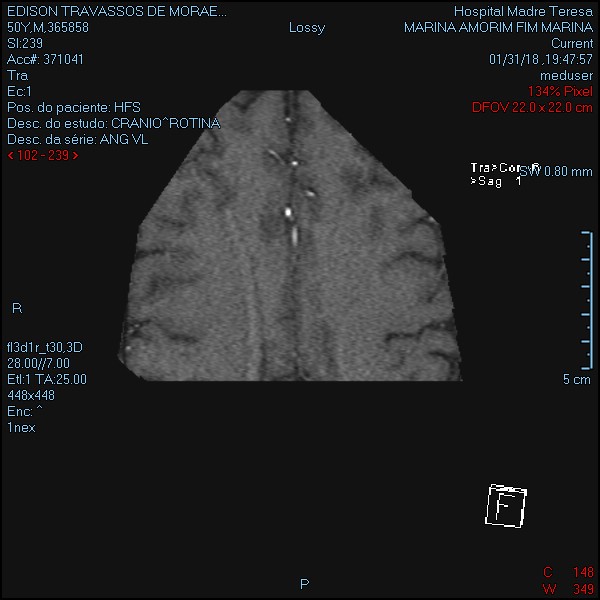 EDISON TRAVASSOS DE MORAE...
50Y,M,365858
Sl:239
Acc#: 371041
Tra
Ec:1
Pos. do paciente: HFS
Desc. do estudo: CRANIO^ROTINA
Desc. da série: ANG VL
< 102 - 239 >
Lossy
Hospital Madre Teresa
MARINA AMORIM FIM MARINA
Current
01/31/18 ,19:47:57
meduser
134% Pixel
DFOV 22.0 x 22.0 cm
Tra>Cor
SW 0.80 mm
>Sag 1
R
fl3d1r_t30,3D
28.00//7.00
Etl:1 TA:25.00
448x448
Enc: ^
1nex
5 cm
F
P
C 148
W 349